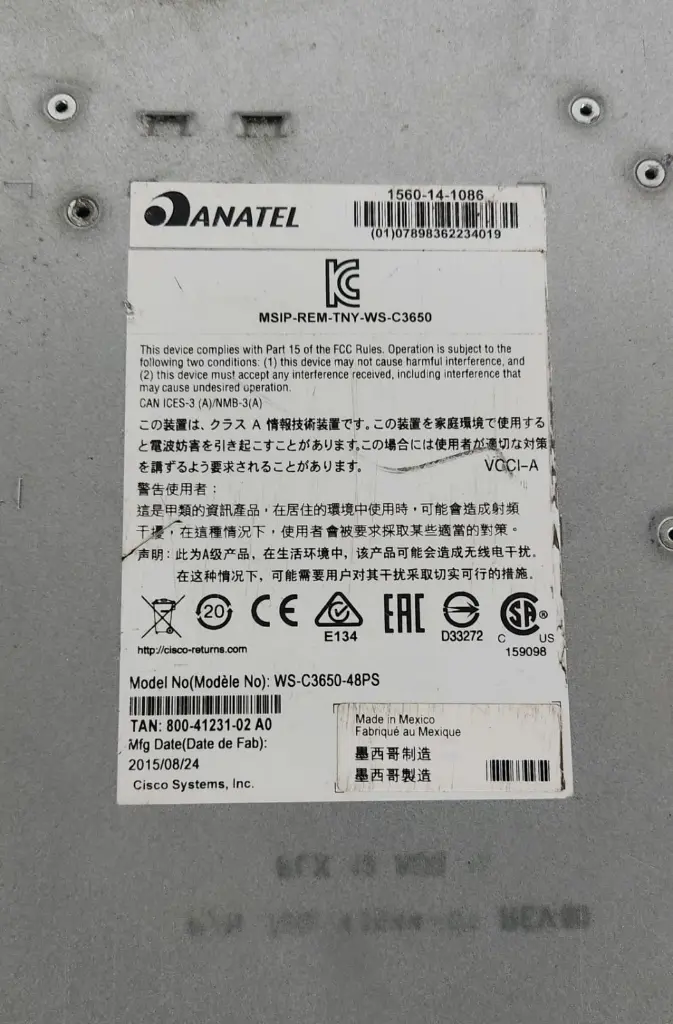 ANATEL
1560-14-1086
(01)07898362234019
MSIP-REM-TNY-WS-C3650
This device complies with Part 15 of the FCC Rules. Operation is subject to the
following two conditions: (1) this device may not cause harmful interference, and
(2) this device must accept any interference received, including interference that
may cause undesired operation.
CAN ICES-3 (A)/NMB-3(A)
この装置は、クラス A 情報技術装置です。この装置を家庭環境で使用する
と電波妨害を引き起こすことがあります。この場合には使用者が適切な対策
を講ずるよう要求されることがあります。 VCCI-A
警告使用者：
這是甲類的資訊產品，在居住的環境中使用時，可能會造成射頻
干擾，在這種情況下，使用者會被要求採取某些適當的對策。
声明：此为A级产品，在生活环境中，该产品可能会造成无线电干扰。
在这种情况下，可能需要用户对其干扰采取切实可行的措施。
20
CE
E134
EAC
D33272
SA
®
C US
159098
http://cisco-returns.com
Model No(Modèle No): WS-C3650-48PS
TAN: 800-41231-02 A0
Mfg Date(Date de Fab):
2015/08/24
Cisco Systems, Inc.
Made in Mexico
Fabriqué au Mexique
墨西哥制造
墨西哥製造